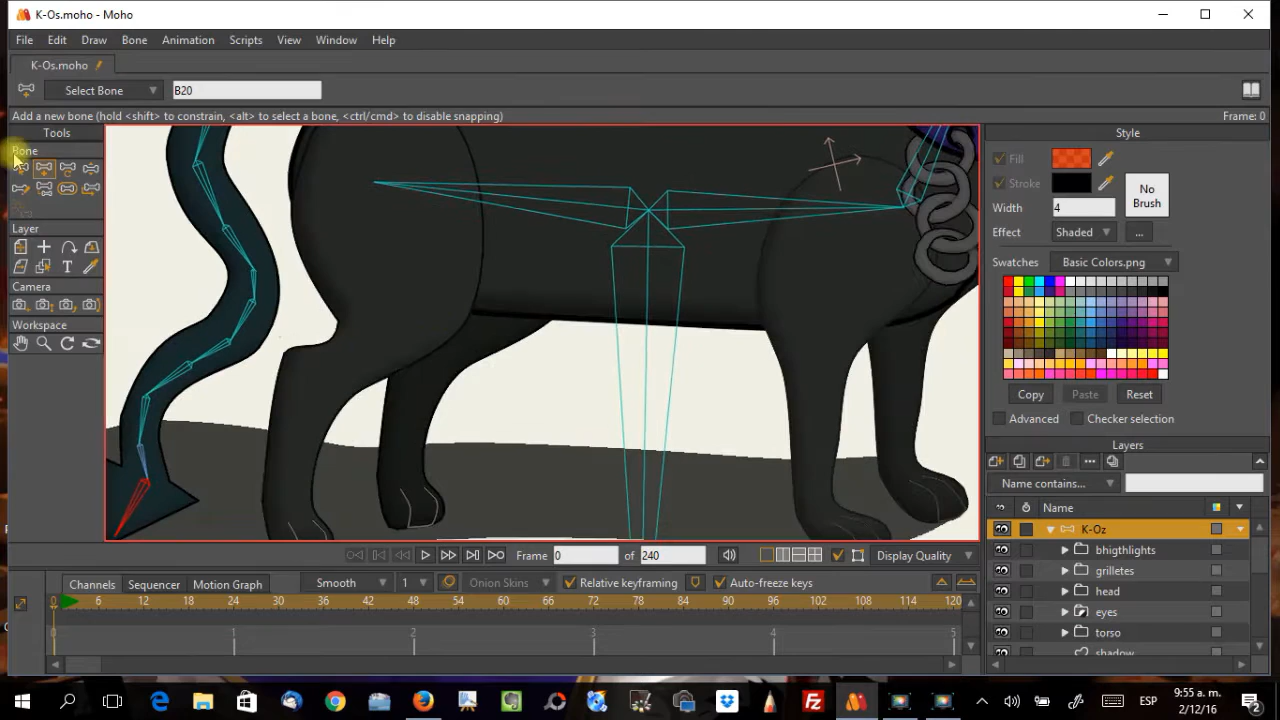 K-Os.moho - Moho
File Edit Draw Bone Animation Scripts View Window Help
K-Os.moho
Select Bone B20
Add a new bone (hold <shift> to constrain, <alt> to select a bone, <ctrl/cmd> to disable snapping) Frame: 0
Tools
Bone
Layer
Camera
Workspace
Style
Fill
Stroke
No Brush
Width 4
Effect Shaded ...
Swatches Basic Colors.png
Copy Paste Reset
Advanced Checker selection
Layers
Name contains...
Name
K-Oz
bhigthlights
grilletes
head
eyes
torso
shadow
Frame 0 of 240 Display Quality
Channels Sequencer Motion Graph Smooth 1 Onion Skins Relative keyframing Auto-freeze keys
0 6 12 18 24 30 36 42 48 54 60 66 72 78 84 90 96 102 108 114 120
0 1 2 3 4 5
ESP 9:55 a. m.
2/12/16
2